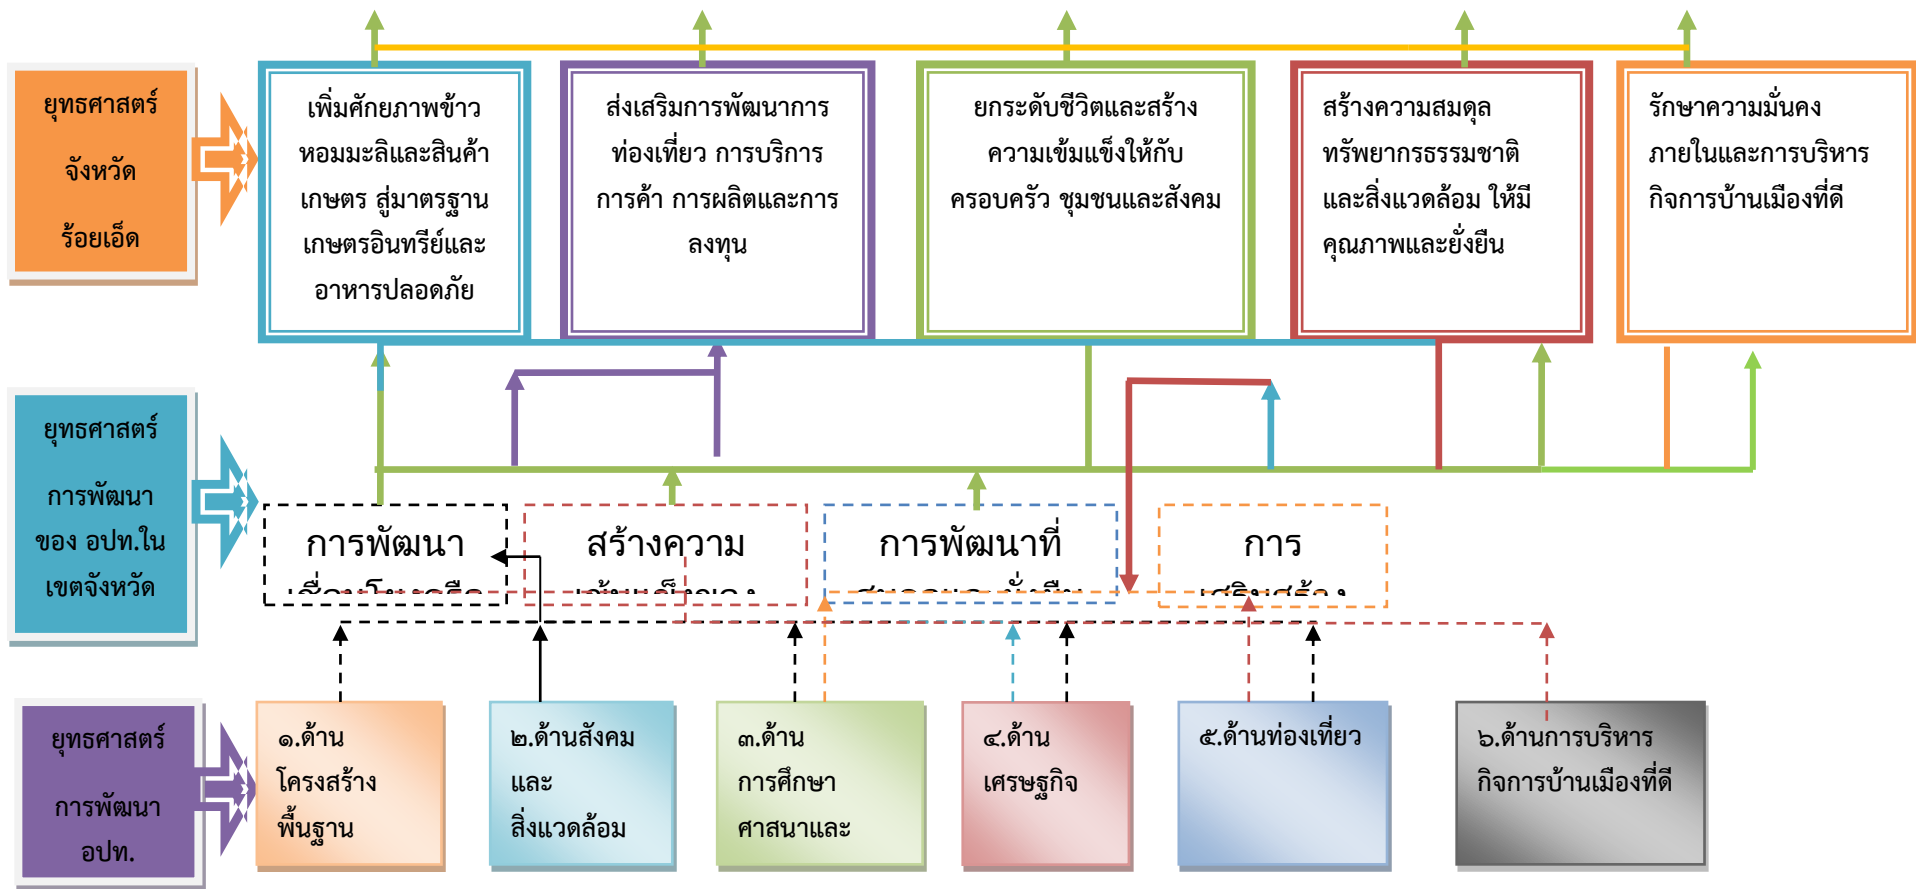 ยุทธศาสตร์
จังหวัด
ร้อยเอ็ด
เพิ่มศักยภาพข้าว
หอมมะลิและสินค้า
เกษตร สู่มาตรฐาน
เกษตรอินทรีย์และ
อาหารปลอดภัย
ส่งเสริมการพัฒนาการ
ท่องเที่ยว การบริการ
การค้า การผลิตและการ
ลงทุน
ยกระดับชีวิตและสร้าง
ความเข้มแข็งให้กับ
ครอบครัว ชุมชนและสังคม
สร้างความสมดุล
ทรัพยากรธรรมชาติ
และสิ่งแวดล้อม ให้มี
คุณภาพและยั่งยืน
รักษาความมั่นคง
ภายในและการบริหาร
กิจการบ้านเมืองที่ดี
ยุทธศาสตร์
การพัฒนา
ของ อปท.ใน
เขตจังหวัด
การพัฒนา
สร้างความ
การพัฒนาที่
การ
เสริมสร้าง
ยุทธศาสตร์
การพัฒนา
อปท.
๑.ด้าน
โครงสร้าง
พื้นฐาน
๒.ด้านสังคม
และ
สิ่งแวดล้อม
๓.ด้าน
การศึกษา
ศาสนาและ
๔.ด้าน
เศรษฐกิจ
๕.ด้านท่องเที่ยว
๖.ด้านการบริหาร
กิจการบ้านเมืองที่ดี